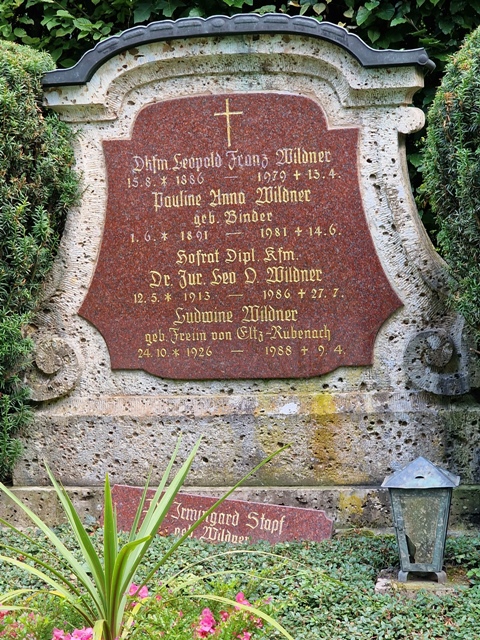 Dkfm. Leopold Franz Wildner
15.8. * 1886 — 1979 + 13.4.
Pauline Anna Wildner
geb. Binder
1.6. * 1891 — 1981 + 14.6.
Hofrat Dipl. Kfm.
Dr. Jur. Leo O. Wildner
12.5. * 1913 — 1986 + 27.7.
Ludwine Wildner
geb. Freiin von Eltz-Rubenach
24.10. * 1926 — 1988 + 9.4.
Irmingard Stapf
geb. Wildner